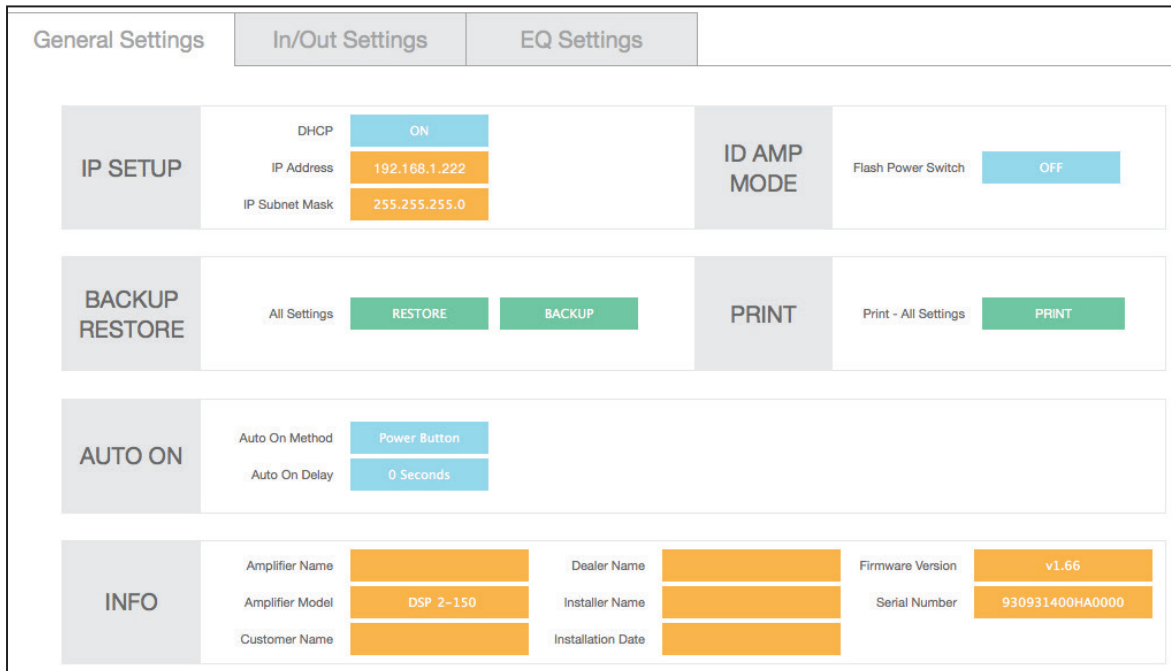 General Settings
In/Out Settings
EQ Settings
IP SETUP
DHCP ON
IP Address 192.168.1.222
IP Subnet Mask 255.255.255.0
ID AMP
MODE
Flash Power Switch OFF
BACKUP
RESTORE
All Settings RESTORE BACKUP
PRINT
Print - All Settings PRINT
AUTO ON
Auto On Method Power Button
Auto On Delay 0 Seconds
INFO
Amplifier Name
Amplifier Model DSP 2-150
Customer Name
Dealer Name
Installer Name
Installation Date
Firmware Version v1.66
Serial Number 930931400HA0000